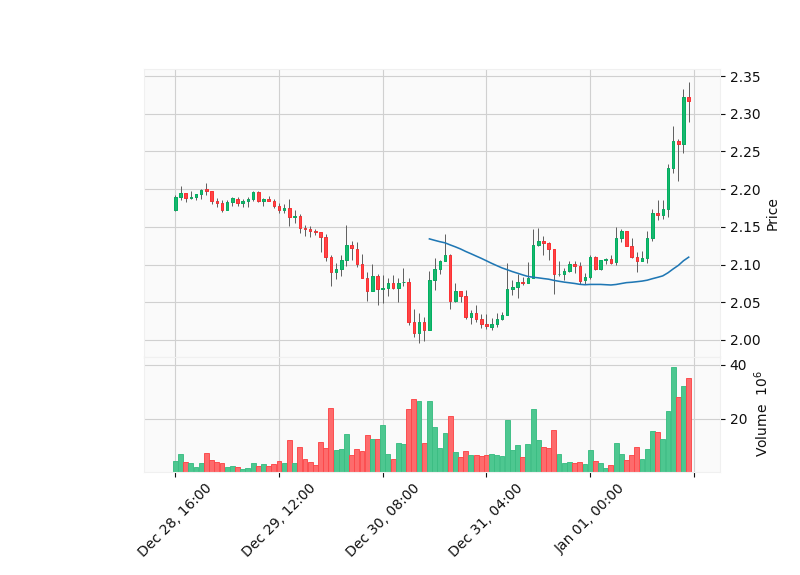 2.35
2.30
2.25
2.20
2.15
2.10
2.05
2.00
Price
40
20
Volume 10^6
Dec 28, 16:00
Dec 29, 12:00
Dec 30, 08:00
Dec 31, 04:00
Jan 01, 00:00